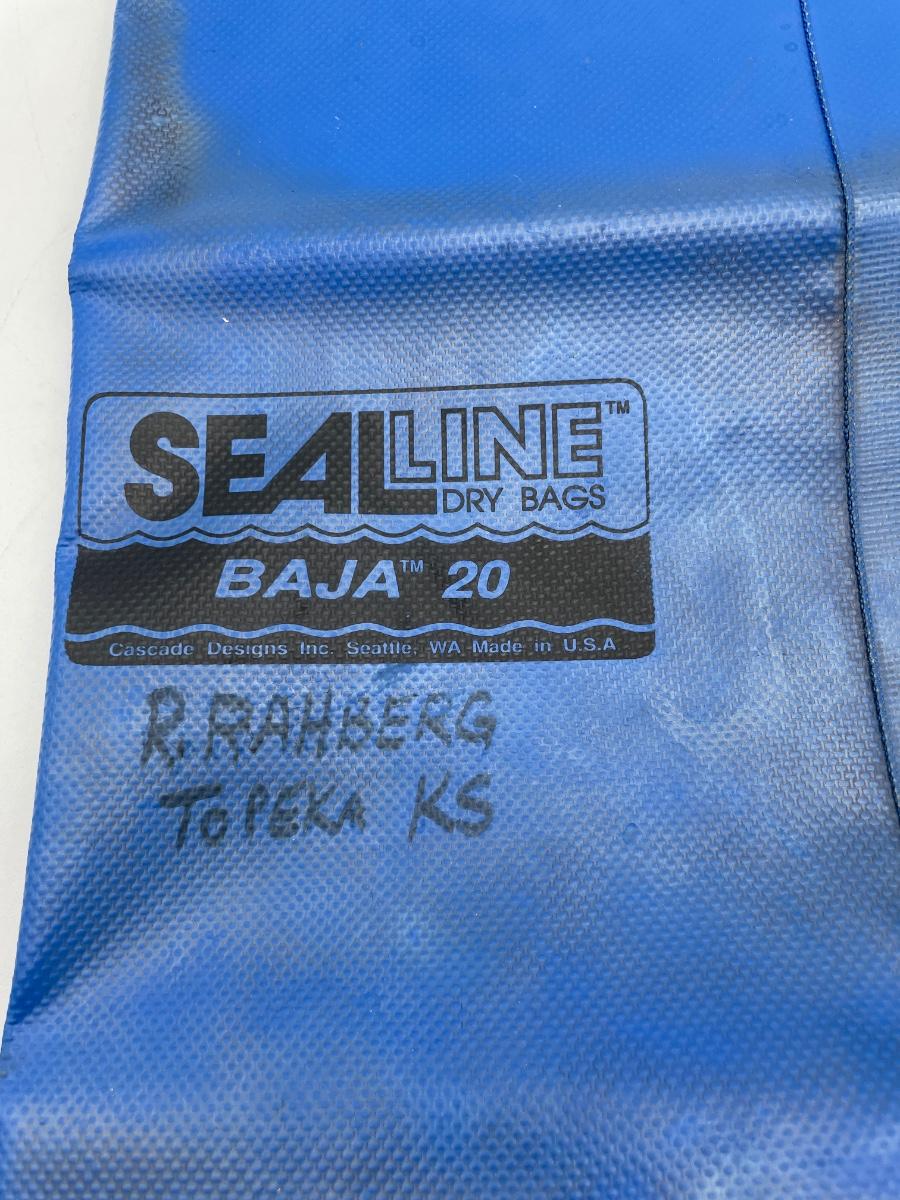 SEALLINE™
DRY BAGS
BAJA™ 20
Cascade Designs Inc. Seattle, WA Made in U.S.A
R. RAHBERG
TOPEKA KS